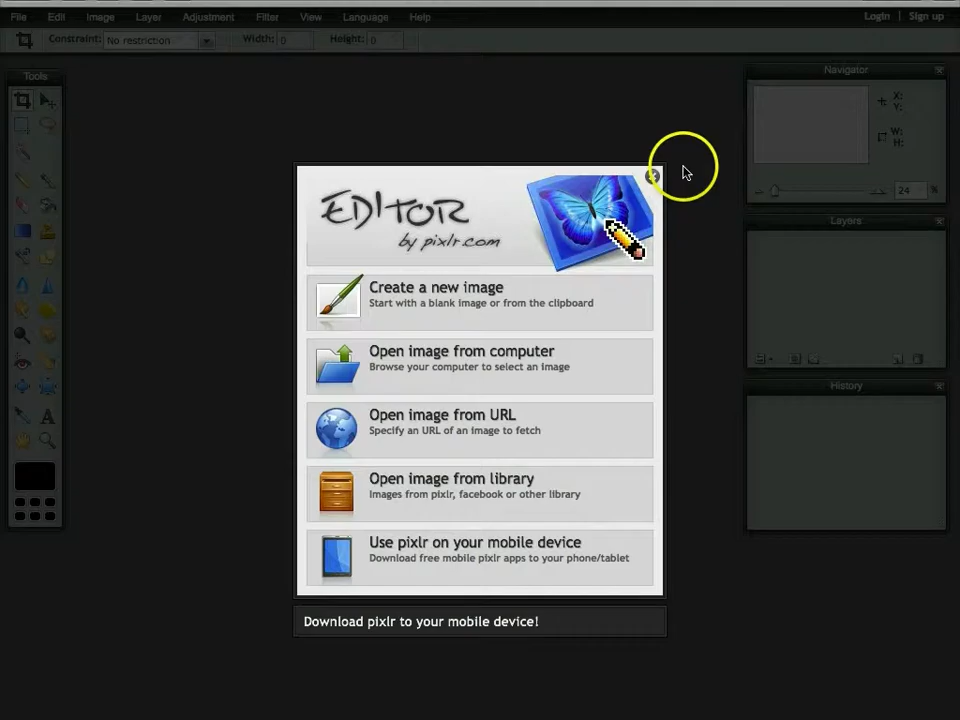 File Edit Image Layer Adjustment Filter View Language Help Login | Sign up
Constraint: No restriction Width: 0 Height: 0
Tools
Navigator
X:
Y:
W:
H:
24 %
Layers
History
EDITOR
by pixlr.com
Create a new image
Start with a blank image or from the clipboard
Open image from computer
Browse your computer to select an image
Open image from URL
Specify an URL of an image to fetch
Open image from library
Images from pixlr, facebook or other library
Use pixlr on your mobile device
Download free mobile pixlr apps to your phone/tablet
Download pixlr to your mobile device!